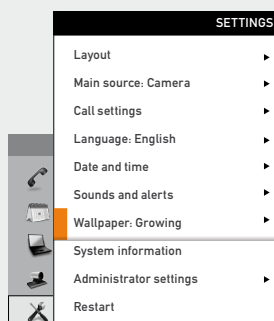 SETTINGS
Layout
Main source: Camera
Call settings
Language: English
Date and time
Sounds and alerts
Wallpaper: Growing
System information
Administrator settings
Restart